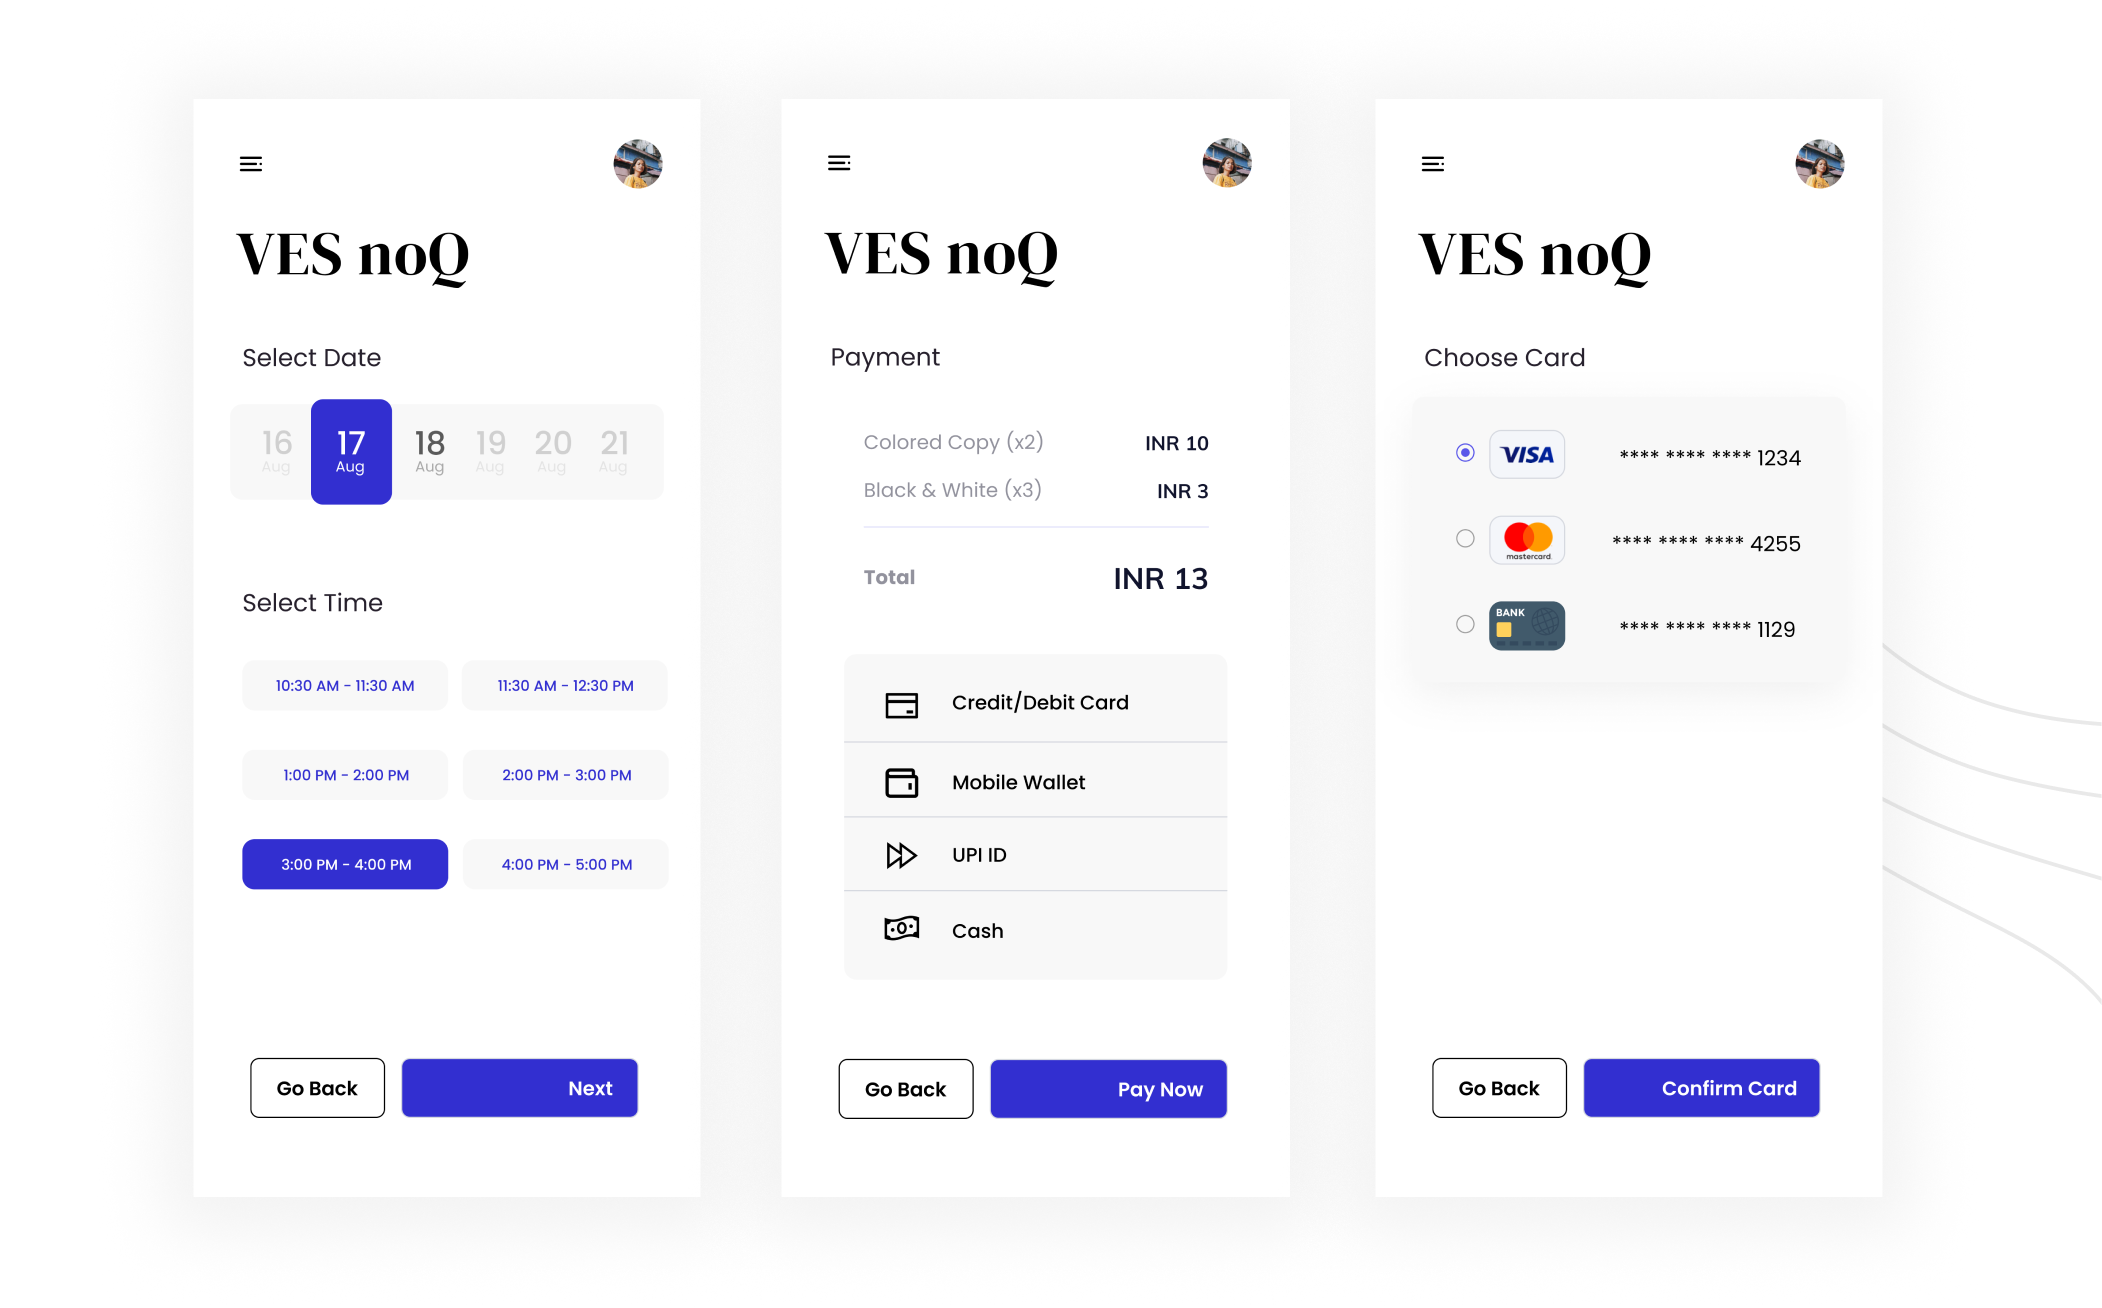 VES noQ
Select Date
16 17 18 19 20 21
Aug Aug Aug Aug Aug Aug
Select Time
10:30 AM - 11:30 AM 11:30 AM - 12:30 PM
1:00 PM - 2:00 PM 2:00 PM - 3:00 PM
3:00 PM - 4:00 PM 4:00 PM - 5:00 PM
Go Back Next
VES noQ
Payment
Colored Copy (x2) INR 10
Black & White (x3) INR 3
Total INR 13
Credit/Debit Card
Mobile Wallet
UPI ID
Cash
Go Back Pay Now
VES noQ
Choose Card
VISA **** **** **** 1234
mastercard. **** **** **** 4255
BANK **** **** **** 1129
Go Back Confirm Card